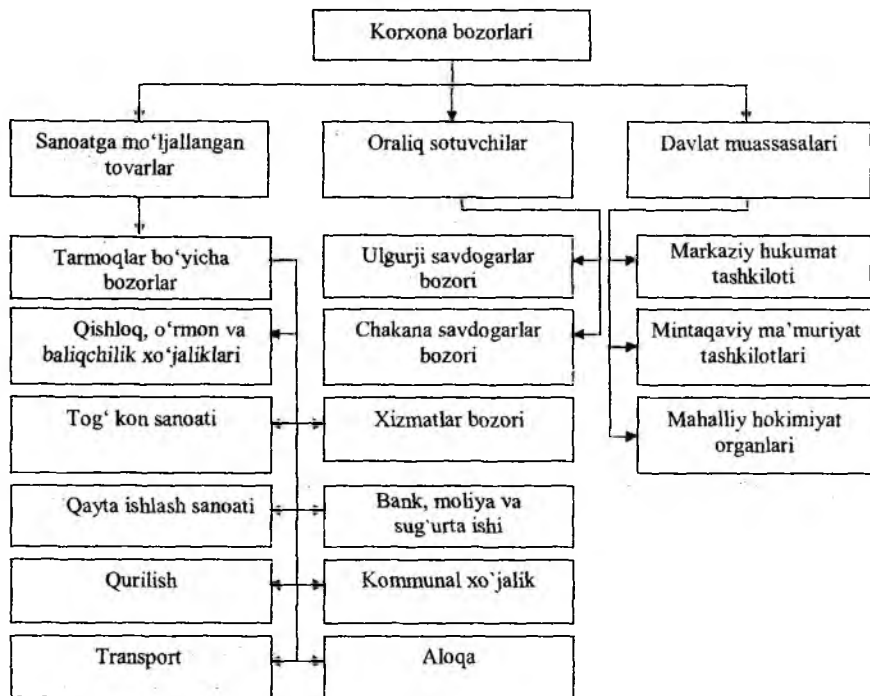 Korxona bozorlari
Sanoatga mo‘ljallangan
tovarlar
Oraliq sotuvchilar
Davlat muassasalari
Tarmoqlar bo‘yicha
bozorlar
Ulgurji savdogarlar
bozori
Markaziy hukumat
tashkiloti
Qishloq, o‘rmon va
baliqchilik xo‘jaliklari
Chakana savdogarlar
bozori
Mintaqaviy ma’muriyat
tashkilotlari
Tog‘ kon sanoati
Xizmatlar bozori
Mahalliy hokimiyat
organlari
Qayta ishlash sanoati
Bank, moliya va
sug`urta ishi
Qurilish
Kommunal xo`jalik
Transport
Aloqa